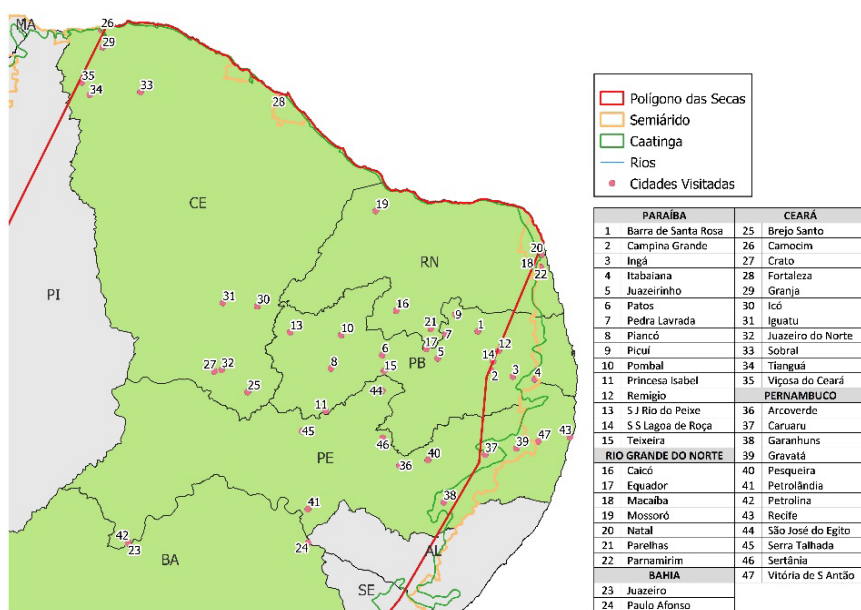 MA
26
29
35
34
33
28
CE
19
RN
20
18
22
PI
31
30
16
13
10
21
7
9
1
6
17
5
12
14
PB
27
32
8
15
2
3
4
25
44
11
45
46
PE
36
40
37
39
47
43
41
38
42
23
24
BA
AL
SE
Polígono das Secas
Semiárido
Caatinga
Rios
Cidades Visitadas
PARAÍBA CEARÁ
1 Barra de Santa Rosa 25 Brejo Santo
2 Campina Grande 26 Camocim
3 Ingá 27 Crato
4 Itabaiana 28 Fortaleza
5 Juazeirinho 29 Granja
6 Patos 30 Icó
7 Pedra Lavrada 31 Iguatu
8 Piancó 32 Juazeiro do Norte
9 Picuí 33 Sobral
10 Pombal 34 Tianguá
11 Princesa Isabel 35 Viçosa do Ceará
12 Remígio PERNAMBUCO
13 S J Rio do Peixe 36 Arcoverde
14 S S Lagoa de Roça 37 Caruaru
15 Teixeira 38 Garanhuns
RIO GRANDE DO NORTE 39 Gravatá
16 Caicó 40 Pesqueira
17 Equador 41 Petrolândia
18 Macaíba 42 Petrolina
19 Mossoró 43 Recife
20 Natal 44 São José do Egito
21 Parelhas 45 Serra Talhada
22 Parnamirim 46 Sertânia
BAHIA 47 Vitória de S Antão
23 Juazeiro
24 Paulo Afonso